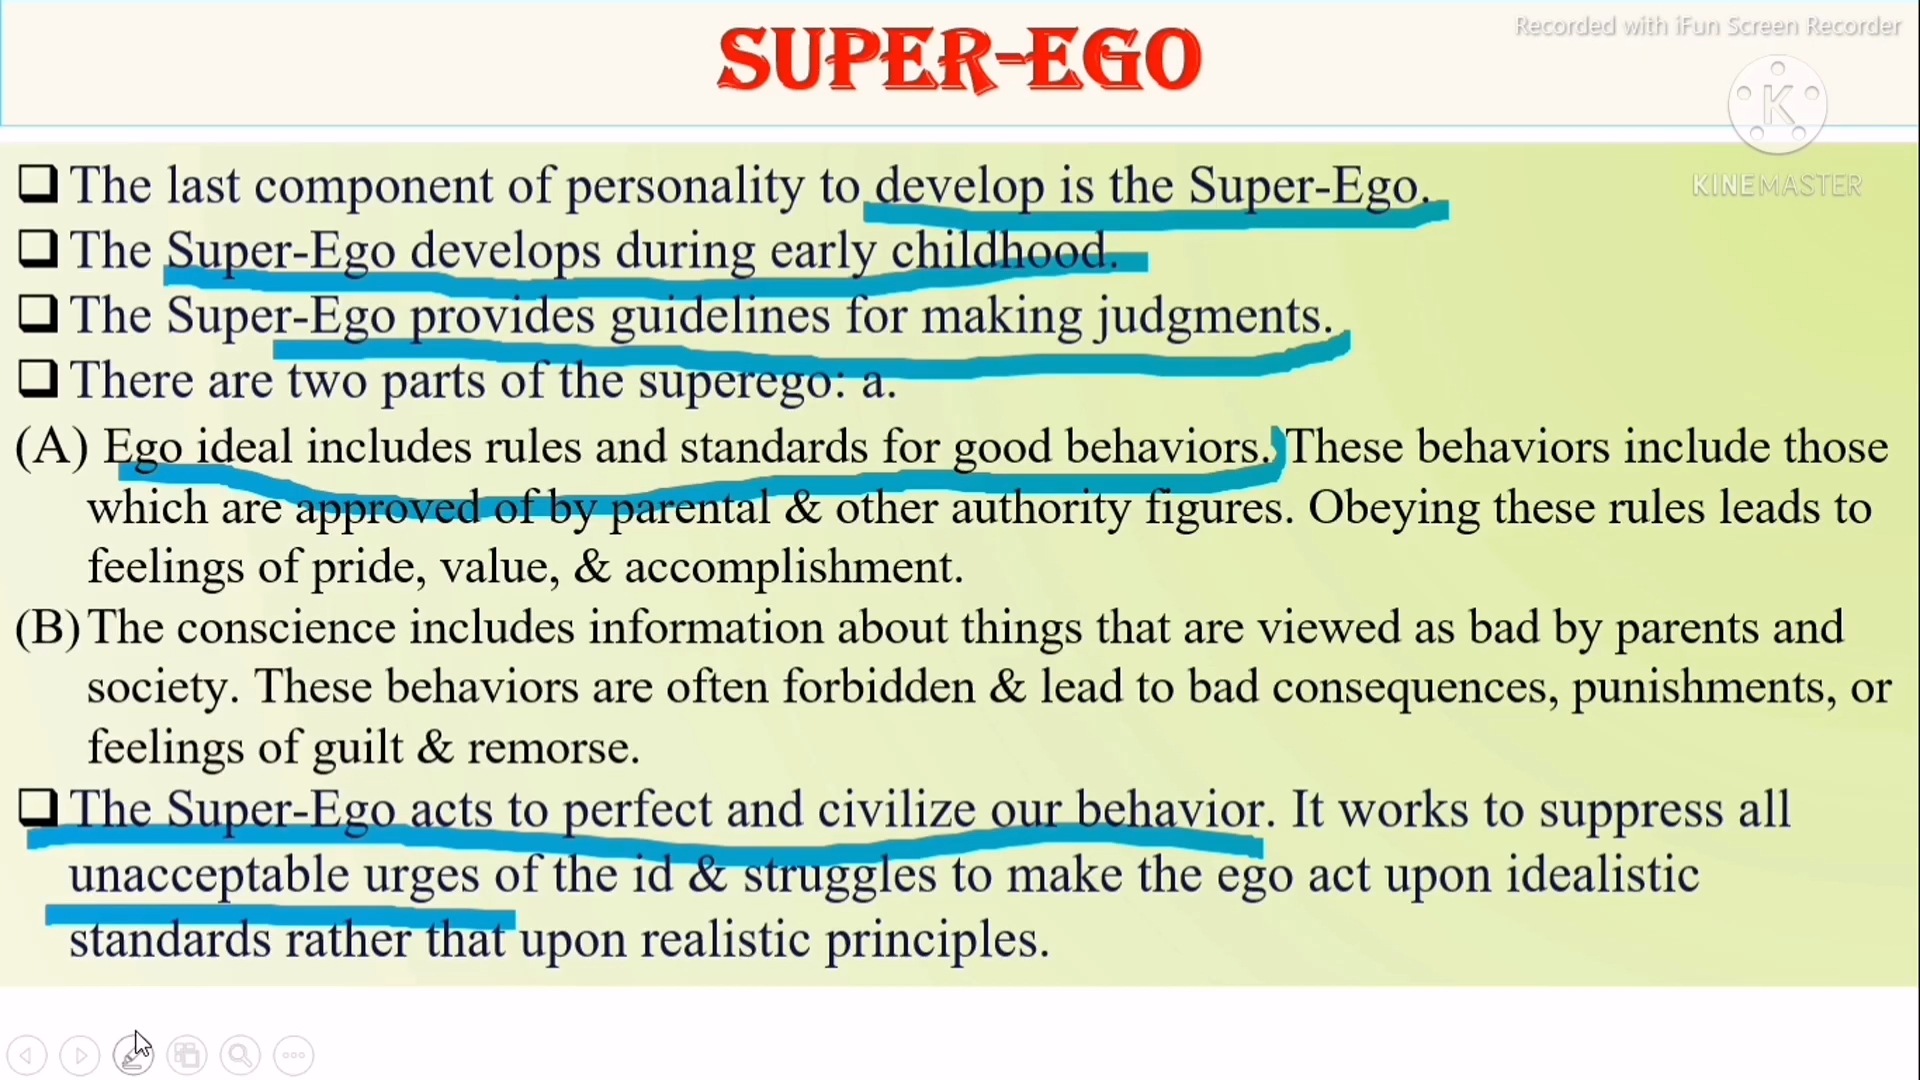 Recorded with iFun Screen Recorder
SUPER-EGO
K
KINEMASTER
The last component of personality to develop is the Super-Ego.
The Super-Ego develops during early childhood.
The Super-Ego provides guidelines for making judgments.
There are two parts of the superego: a.
(A) Ego ideal includes rules and standards for good behaviors. These behaviors include those
which are approved of by parental & other authority figures. Obeying these rules leads to
feelings of pride, value, & accomplishment.
(B) The conscience includes information about things that are viewed as bad by parents and
society. These behaviors are often forbidden & lead to bad consequences, punishments, or
feelings of guilt & remorse.
The Super-Ego acts to perfect and civilize our behavior. It works to suppress all
unacceptable urges of the id & struggles to make the ego act upon idealistic
standards rather that upon realistic principles.